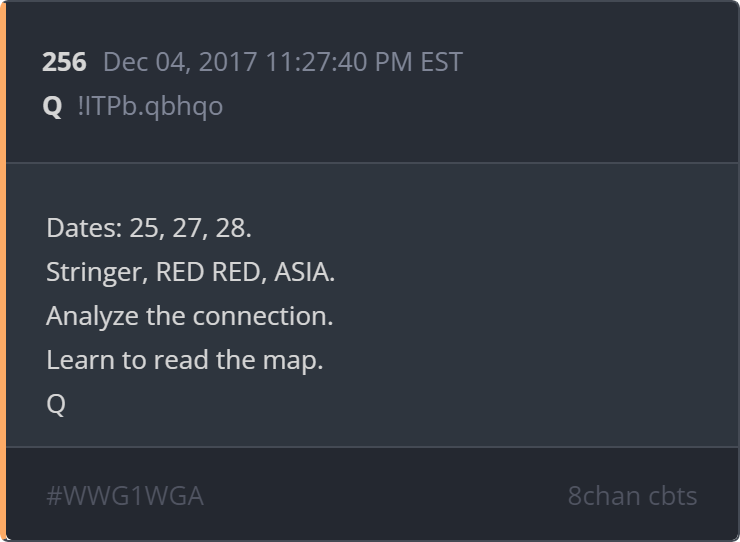 256 Dec 04, 2017 11:27:40 PM EST
Q !ITPb.qbhqo
Dates: 25, 27, 28.
Stringer, RED RED, ASIA.
Analyze the connection.
Learn to read the map.
Q
#WWG1WGA 8chan cbts